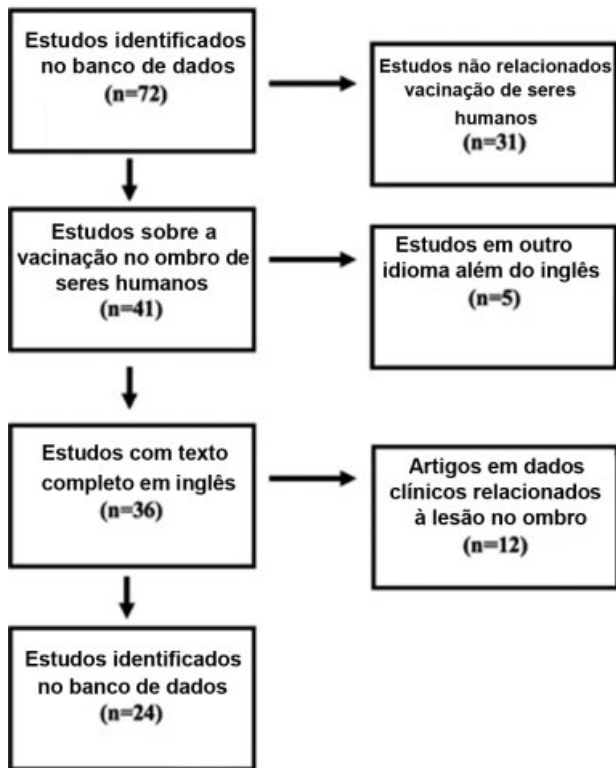 Estudos identificados
no banco de dados
(n=72)
Estudos não relacionados
vacinação de seres
humanos
(n=31)
Estudos sobre a
vacinação no ombro de
seres humanos
(n=41)
Estudos em outro
idioma além do inglês
(n=5)
Estudos com texto
completo em inglês
(n=36)
Artigos em dados
clínicos relacionados
à lesão no ombro
(n=12)
Estudos identificados
no banco de dados
(n=24)